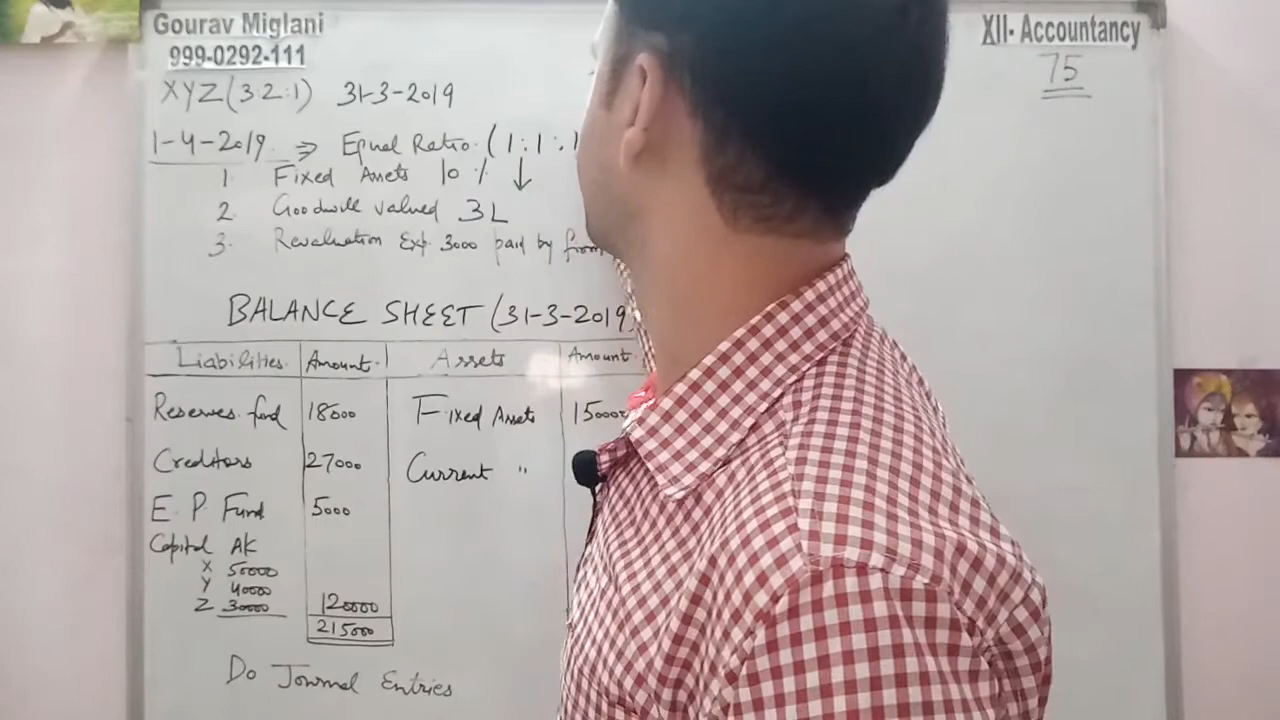 Gourav Miglani
999-0292-111
XII- Accountancy
75
XYZ (3:2:1) 31-3-2019
1-4-2019 ⇒ Equal Ratio (1:1:1
1. Fixed Assets 10% ↓
2. Goodwill valued 3L
3. Revaluation Exp. 3000 paid by
BALANCE SHEET (31-3-2019)
Liabilities Amount Assets Amount
Reserves fund 18000 Fixed Assets 15000
Creditors 27000 Current "
E. P Fund 5000
Capital A/c
X 50000
Y 40000
Z 30000 120000
215000
Do Journal Entries